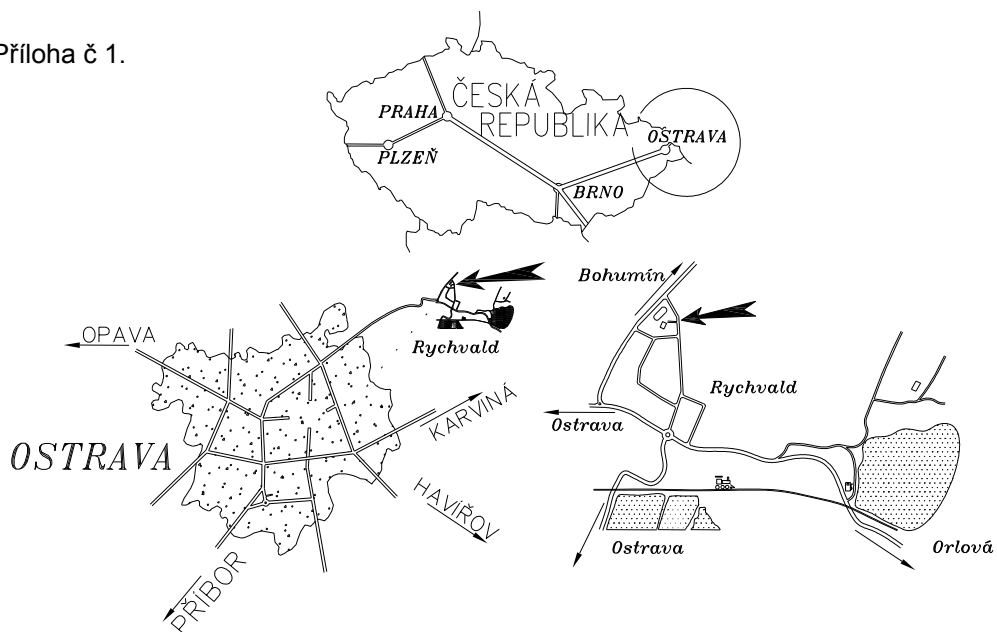 Příloha č 1.
ČESKÁ
REPUBLIKA
PRAHA
PLZEŇ
OSTRAVA
BRNO
OPAVA
Rychvald
OSTRAVA
KARVINÁ
HAVÍŘOV
PŘÍBOR
Bohumín
Rychvald
Ostrava
Ostrava
Orlová